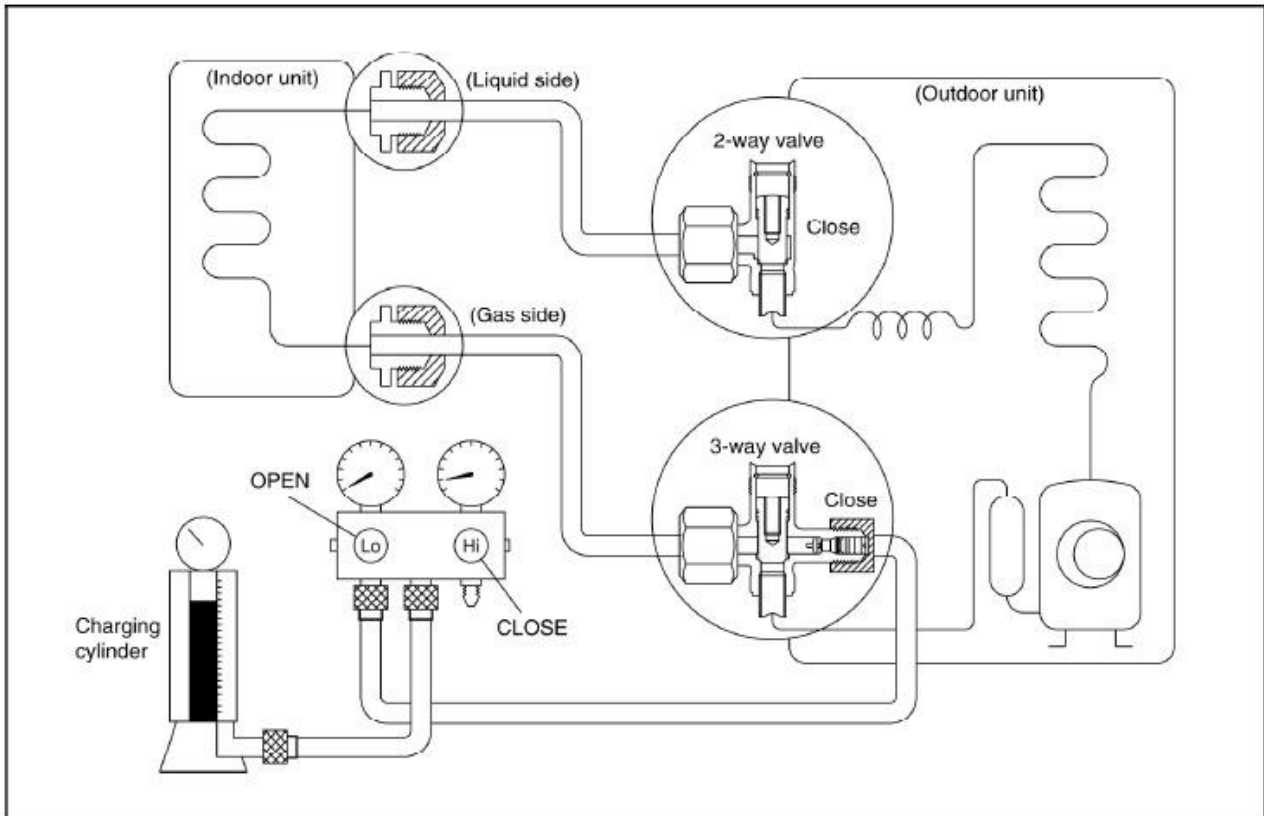 (Indoor unit)
(Liquid side)
(Outdoor unit)
2-way valve
Close
(Gas side)
3-way valve
Close
OPEN
Lo
Hi
CLOSE
Charging
cylinder